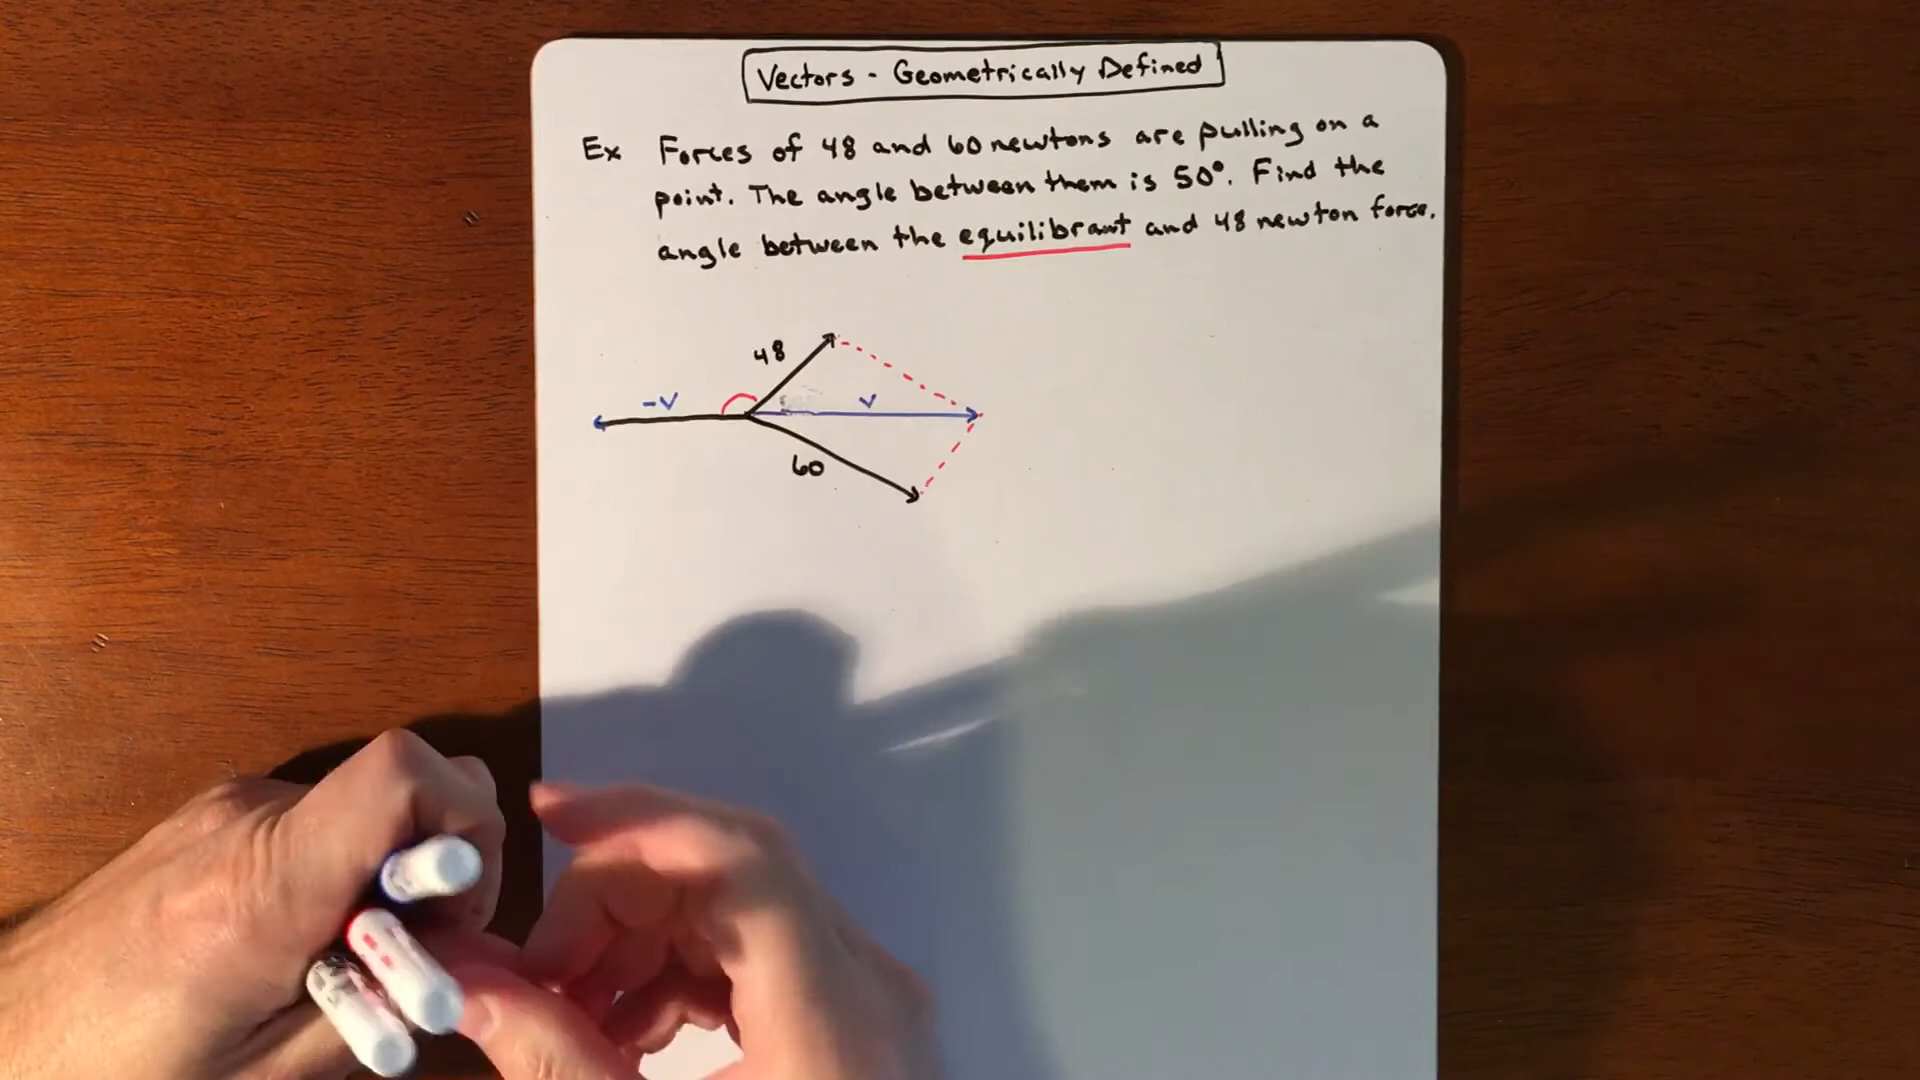 Vectors - Geometrically Defined
Ex Forces of 48 and 60 newtons are pulling on a
point. The angle between them is 50°. Find the
angle between the equilibrant and 48 newton force.
48
-V
V
60